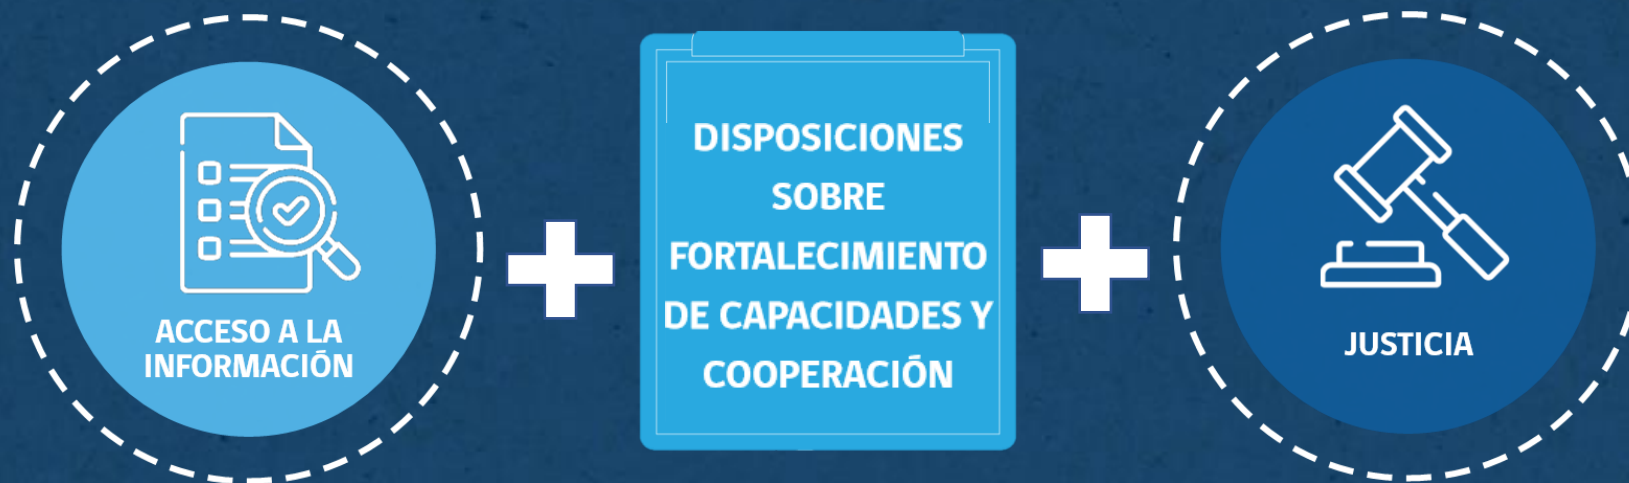 ACCESO A LA
INFORMACIÓN
DISPOSICIONES
SOBRE
FORTALECIMIENTO
DE CAPACIDADES Y
COOPERACIÓN
JUSTICIA